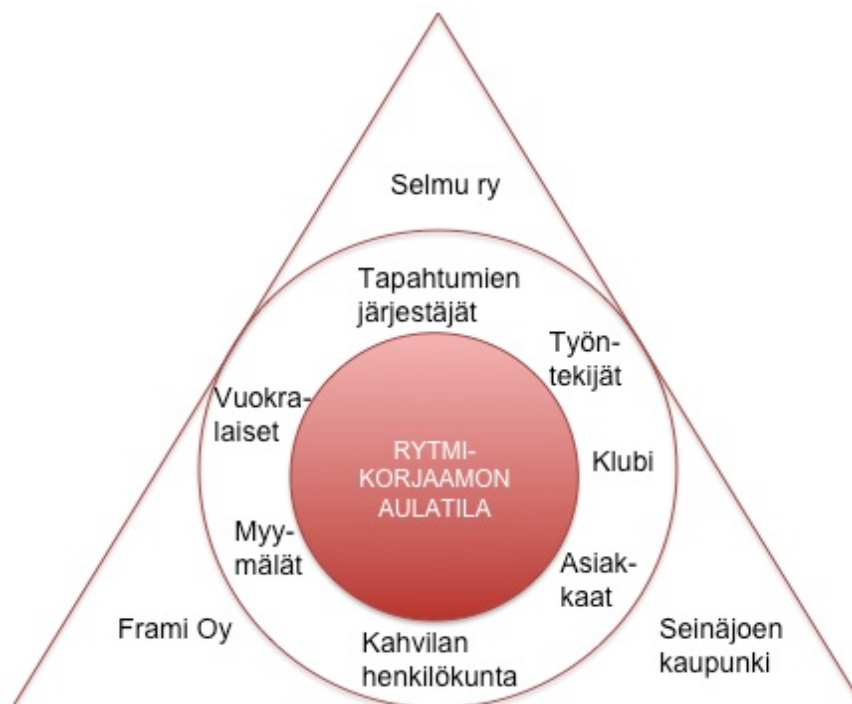 Selmu ry
Tapahtumien
järjestäjät
Työn-
tekijät
Vuokra-
laiset
RYTMI-
KORJAAMON
AULATILA
Klubi
Myy-
mälät
Asiak-
kaat
Frami Oy
Kahvilan
henkilökunta
Seinäjoen
kaupunki